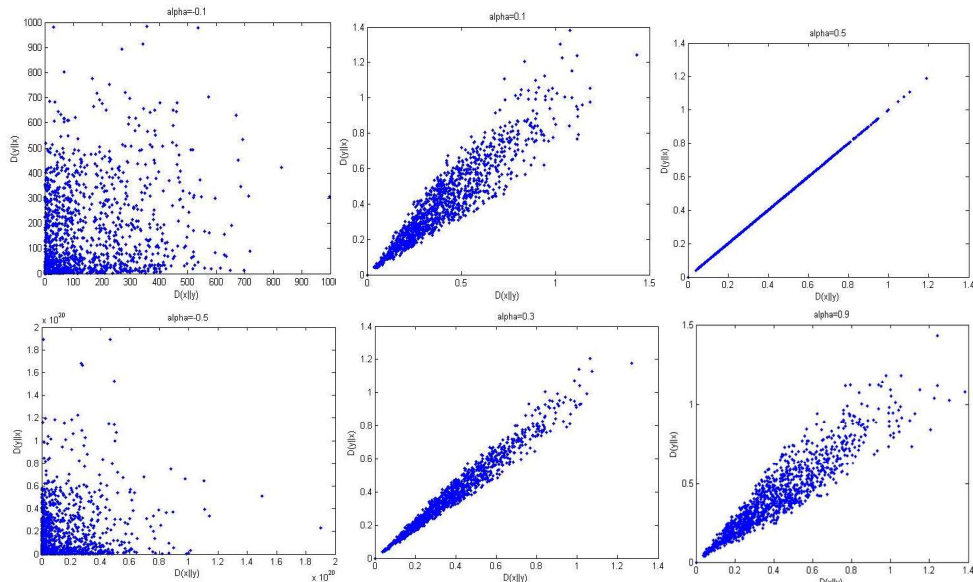 alpha=-0.1
1000
900
800
700
600
500
400
300
200
100
0
D(y||x)
0 100 200 300 400 500 600 700 800 900 1000
D(x||y)
alpha=0.1
1.4
1.2
1
0.8
0.6
0.4
0.2
0
D(y||x)
0 0.5 1 1.5
D(x||y)
alpha=0.5
1.4
1.2
1
0.8
0.6
0.4
0.2
0
D(y||x)
0 0.2 0.4 0.6 0.8 1 1.2 1.4
D(x||y)
alpha=-0.5
x 10^20
2
1.8
1.6
1.4
1.2
1
0.8
0.6
0.4
0.2
0
D(y||x)
0 0.2 0.4 0.6 0.8 1 1.2 1.4 1.6 1.8 2
D(x||y)
x 10^20
alpha=0.3
1.4
1.2
1
0.8
0.6
0.4
0.2
0
D(y||x)
0 0.2 0.4 0.6 0.8 1 1.2 1.4
D(x||y)
alpha=0.9
1.5
1
0.5
0
D(y||x)
0 0.2 0.4 0.6 0.8 1 1.2 1.4
D(x||y)